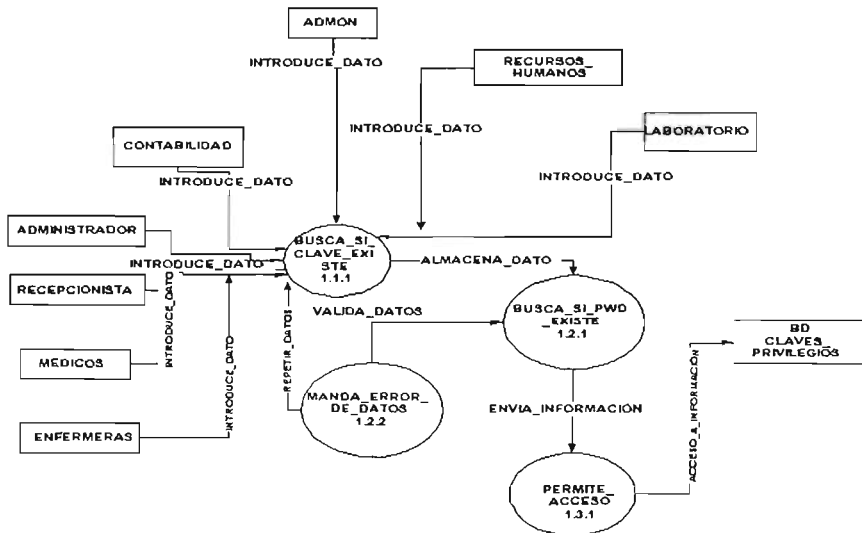 ADMON
INTRODUCE_DATO
RECURSOS_
HUMANOS
INTRODUCE_DATO
LABORATORIO
CONTABILIDAD
INTRODUCE_DATO
INTRODUCE_DATO
ADMINISTRADOR
BUSCA_SI_
CLAVE_EXI
STE
1.1.1
INTRODUCE_DATO
ALMACENA_DATO
RECEPCIONISTA
INTRODUCE_DATO
VALIDA_DATOS
BUSCA_SI_PWD
_EXISTE
1.2.1
BD
CLAVES_
PRIVILEGIOS
MEDICOS
INTRODUCE_DATO
REPETIR_DATOS
MANDA_ERROR_
DE_DATOS
1.2.2
ENVIA_INFORMACIÓN
ACCESO_A_INFORMACIÓN
ENFERMERAS
PERMITE_
ACCESO
1.3.1